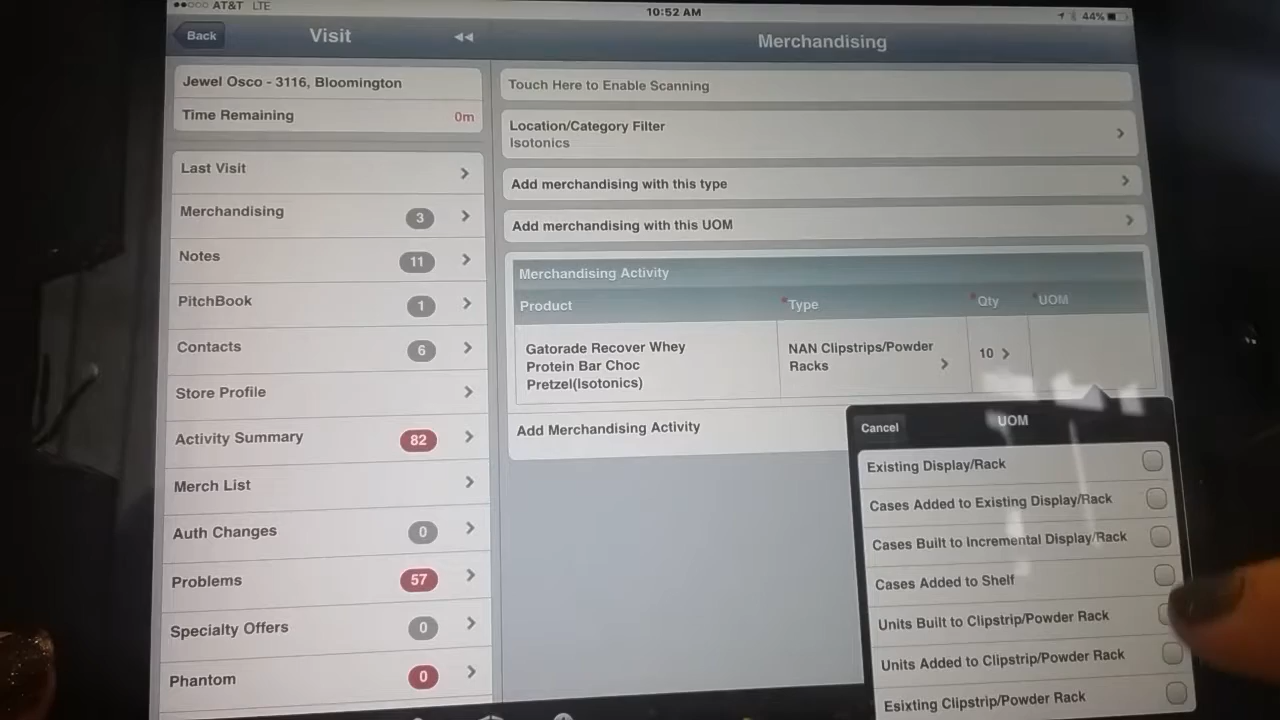 AT&T LTE
10:52 AM
44%
Back
Visit
Merchandising
Jewel Osco - 3116, Bloomington
Time Remaining 0m
Last Visit
Merchandising 3
Notes 11
PitchBook 1
Contacts 6
Store Profile
Activity Summary 82
Merch List
Auth Changes 0
Problems 57
Specialty Offers 0
Phantom 0
Touch Here to Enable Scanning
Location/Category Filter
Isotonics
Add merchandising with this type
Add merchandising with this UOM
Merchandising Activity
Product *Type *Qty *UOM
Gatorade Recover Whey
Protein Bar Choc
Pretzel(Isotonics)
NAN Clipstrips/Powder
Racks
10
Add Merchandising Activity
Cancel UOM
Existing Display/Rack
Cases Added to Existing Display/Rack
Cases Built to Incremental Display/Rack
Cases Added to Shelf
Units Built to Clipstrip/Powder Rack
Units Added to Clipstrip/Powder Rack
Esixting Clipstrip/Powder Rack